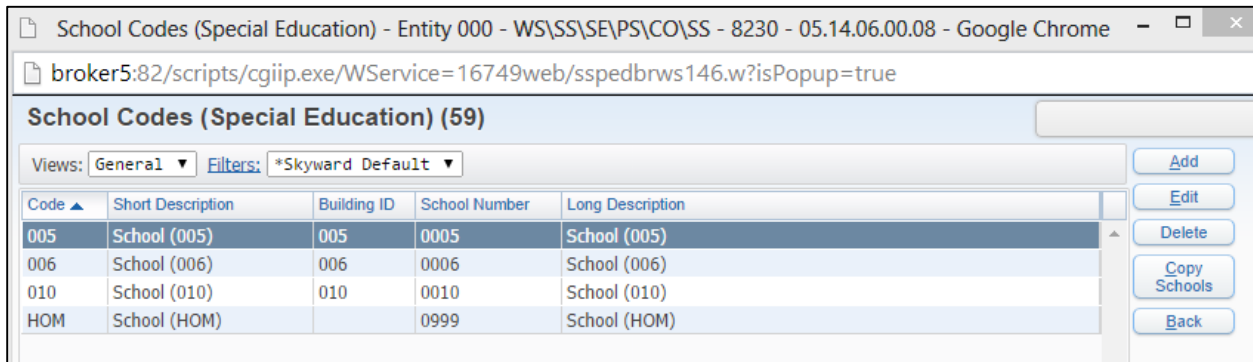 School Codes (Special Education) - Entity 000 - WS\SS\SE\PS\CO\SS - 8230 - 05.14.06.00.08 - Google Chrome
broker5:82/scripts/cgiip.exe/WService=16749web/sspedbrws146.w?isPopup=true
School Codes (Special Education) (59)
Views: General Filters: *Skyward Default
Code Short Description Building ID School Number Long Description
005 School (005) 005 0005 School (005)
006 School (006) 006 0006 School (006)
010 School (010) 010 0010 School (010)
HOM School (HOM) 0999 School (HOM)
Add
Edit
Delete
Copy
Schools
Back